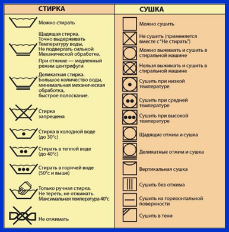 СТИРКА
Можно стирать
Щадящая стирка.
Точно выдерживать
температуру воды,
Не подвергать сильной
Механической обработке,
При отжиме — медленный
режим центрифуги
Деликатная стирка.
Большое количество воды,
минимальная механическая
обработка,
быстрое полоскание.
Стирка
запрещена
Стирать в холодной воде
(до 30°с)
Стирать в теплой воде
(до 40°с)
Стирать в горячей воде
(50°с и выше)
Только ручная стирка.
Не тереть, не отжимать.
Максимальная температура 40°с
Не отжимать
СУШКА
Можно сушить
Не сушить (применяется
вместе с "Не стирать")
Можно выжимать и сушить в
стиральной машине
Нельзя выжимать и сушить в
стиральной машине
Сушить при низкой
температуре
Сушить при средней
температуре
Сушить при высокой
температуре
Щадящие отжим и сушка
Деликатные отжим и сушка
Вертикальная сушка
Сушить без отжима
Сушить на горизонтальной
поверхности
Сушить в тени